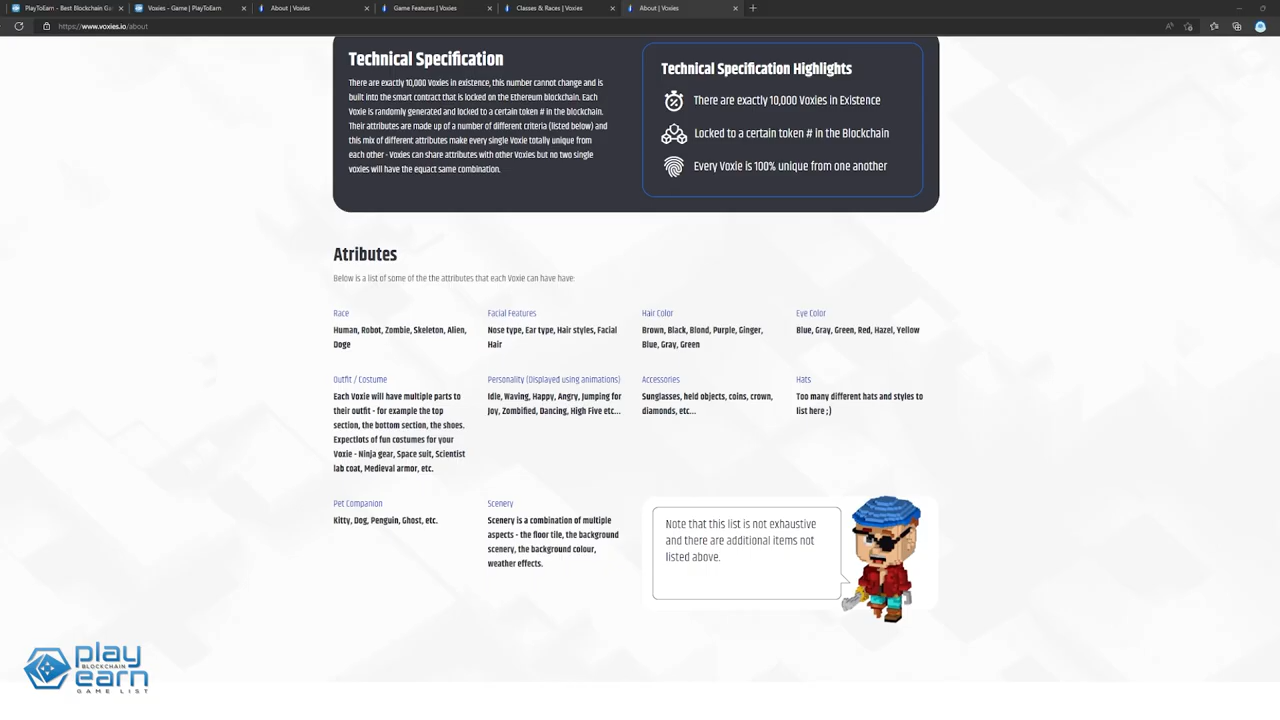 PlayToEarn - Best Blockchain Ga
Voxies - Game | PlayToEarn
About | Voxies
Game Features | Voxies
Classes & Races | Voxies
About | Voxies
https://www.voxies.io/about
Technical Specification
There are exactly 10,000 Voxies in existence, this number cannot change and is
built into the smart contract that is locked on the Ethereum blockchain. Each
Voxie is randomly generated and locked to a certain token # in the blockchain.
Their attributes are made up of a number of different criteria (listed below) and
this mix of different attributes make every single Voxie totally unique from
each other - Voxies can share attributes with other Voxies but no two single
voxies will have the equact same combination.
Technical Specification Highlights
There are exactly 10,000 Voxies in Existence
Locked to a certain token # in the Blockchain
Every Voxie is 100% unique from one another
Atributes
Below is a list of some of the the attributes that each Voxie can have have:
Race
Human, Robot, Zombie, Skeleton, Alien,
Doge
Facial Features
Nose type, Ear type, Hair styles, Facial
Hair
Hair Color
Brown, Black, Blond, Purple, Ginger,
Blue, Gray, Green
Eye Color
Blue, Gray, Green, Red, Hazel, Yellow
Outfit / Costume
Each Voxie will have multiple parts to
their outfit - for example the top
section, the bottom section, the shoes.
Expectlots of fun costumes for your
Voxie - Ninja gear, Space suit, Scientist
lab coat, Medieval armor, etc.
Personality (Displayed using animations)
Idle, Waving, Happy, Angry, Jumping for
Joy, Zombified, Dancing, High Five etc...
Accessories
Sunglasses, held objects, coins, crown,
diamonds, etc...
Hats
Too many different hats and styles to
list here ;)
Pet Companion
Kitty, Dog, Penguin, Ghost, etc.
Scenery
Scenery is a combination of multiple
aspects - the floor tile, the background
scenery, the background colour,
weather effects.
Note that this list is not exhaustive
and there are additional items not
listed above.
play
BLOCKCHAIN
earn
GAME LIST